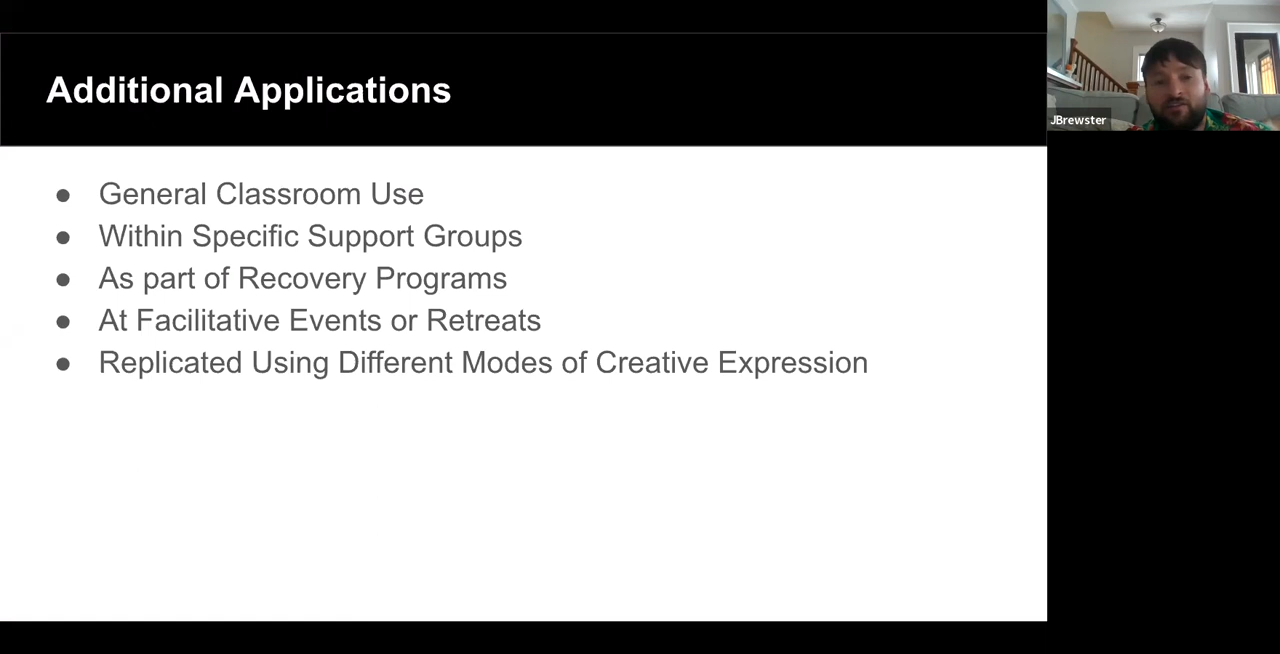 Additional Applications
JBrewster
● General Classroom Use
● Within Specific Support Groups
● As part of Recovery Programs
● At Facilitative Events or Retreats
● Replicated Using Different Modes of Creative Expression